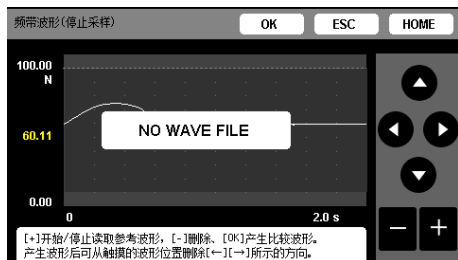 频带波形(停止采样)
OK
ESC
HOME
100.00
N
60.11
NO WAVE FILE
0.00
0
2.0 s
[+]开始/停止读取参考波形，[-]删除、[OK]产生比较波形。
产生波形后可从触摸的波形位置删除[←][→]所示的方向。
－
＋